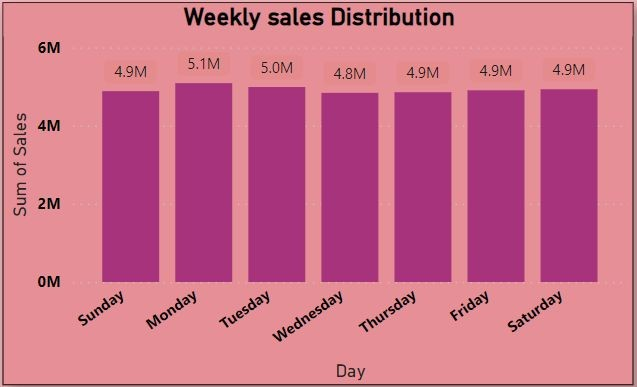 Weekly sales Distribution
6M
4.9M
5.1M
5.0M
4.8M
4.9M
4.9M
4.9M
4M
2M
0M
Sum of Sales
Sunday
Monday
Tuesday
Wednesday
Thursday
Friday
Saturday
Day